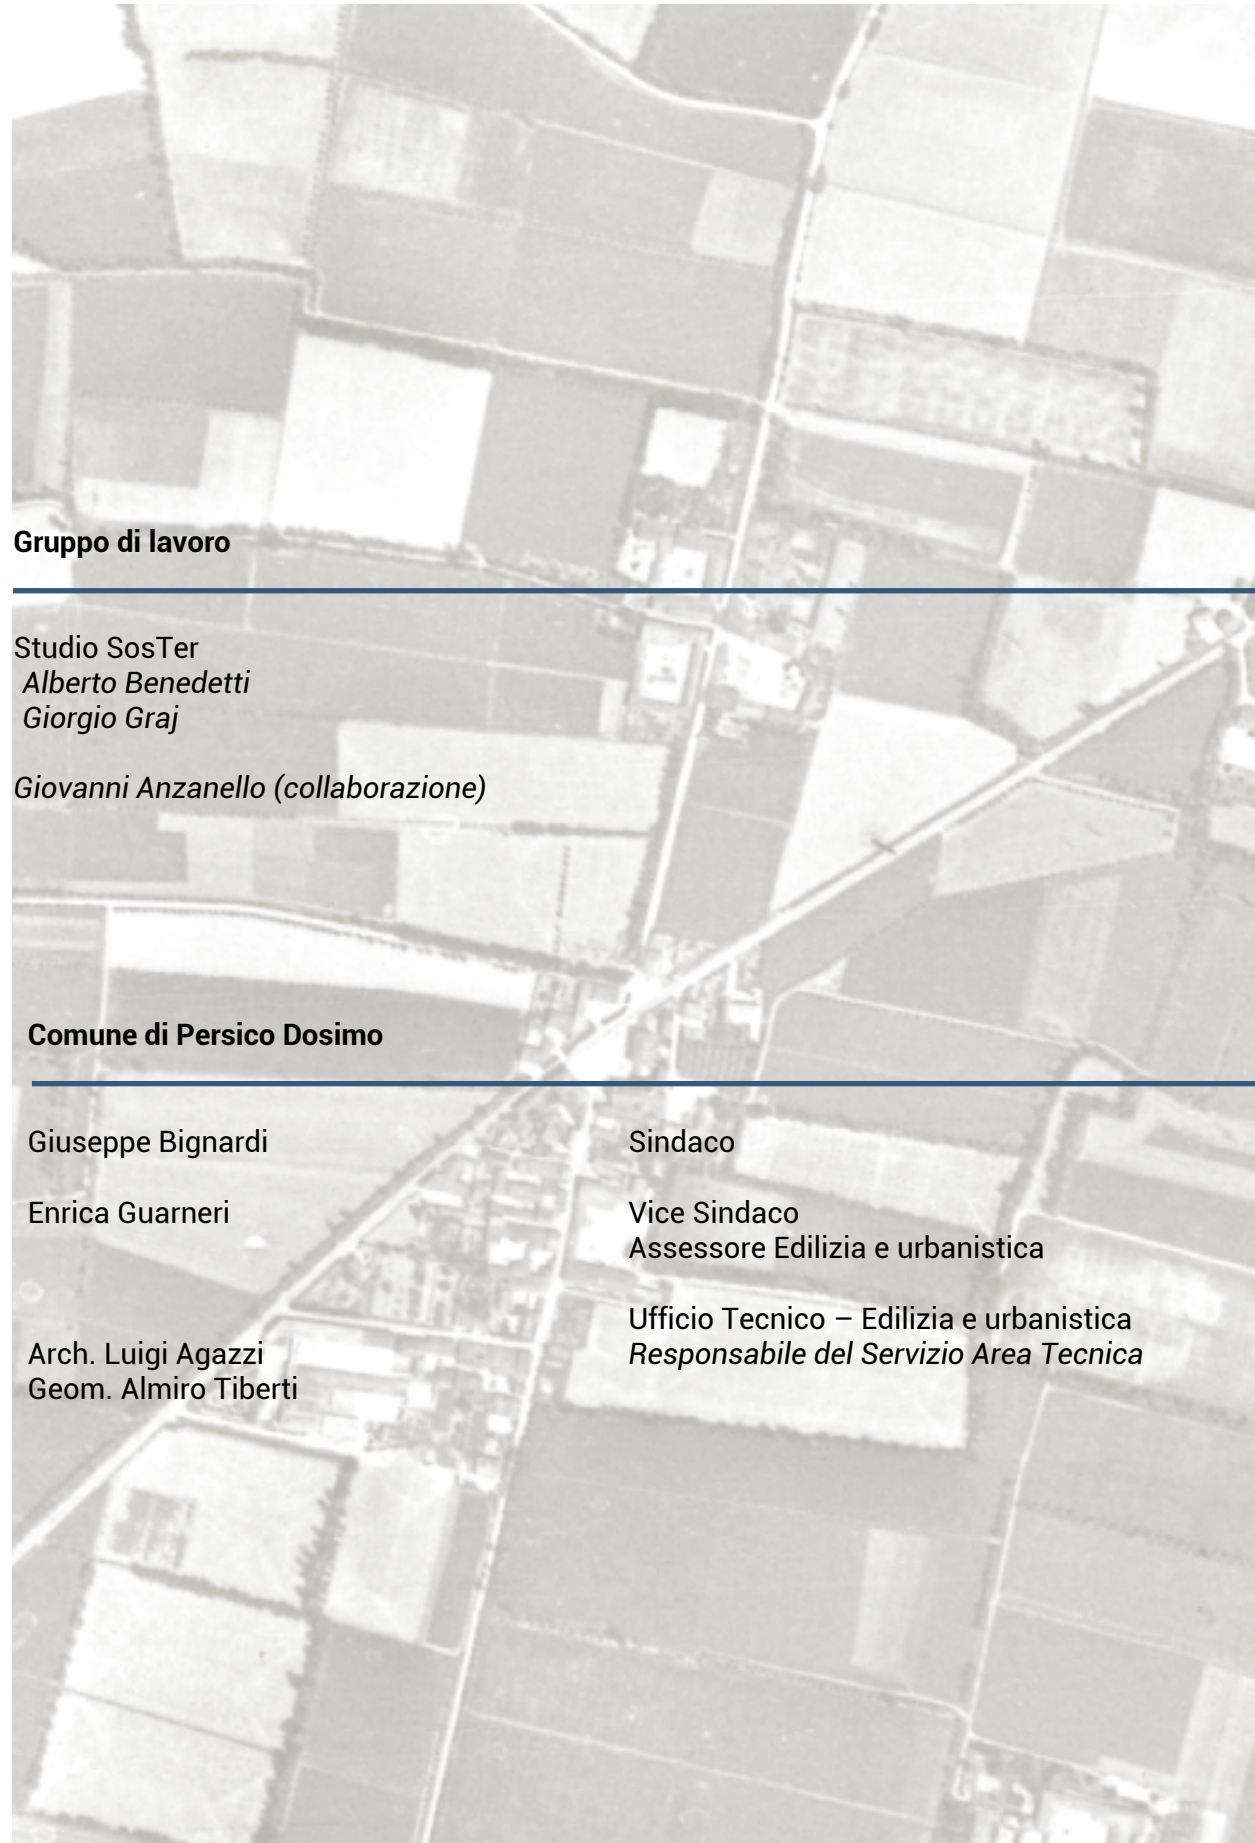 Gruppo di lavoro
Studio SosTer
Alberto Benedetti
Giorgio Graj
Giovanni Anzanello (collaborazione)
Comune di Persico Dosimo
Giuseppe Bignardi Sindaco
Enrica Guarneri Vice Sindaco
Assessore Edilizia e urbanistica
Ufficio Tecnico – Edilizia e urbanistica
Arch. Luigi Agazzi Responsabile del Servizio Area Tecnica
Geom. Almiro Tiberti